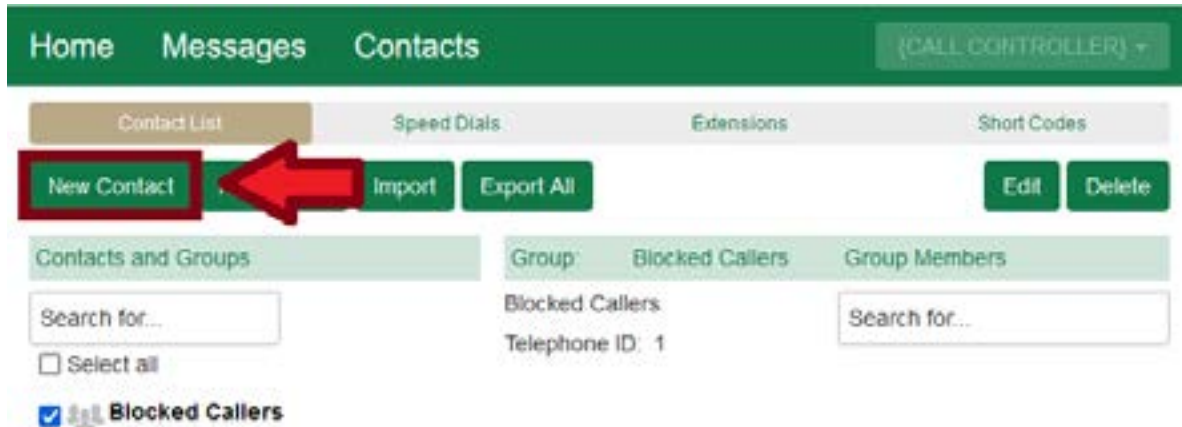 Home Messages Contacts {CALL CONTROLLER}
Contact List Speed Dials Extensions Short Codes
New Contact Import Export All Edit Delete
Contacts and Groups Group: Blocked Callers Group Members
Search for... Blocked Callers Search for...
Telephone ID: 1
Select all
Blocked Callers